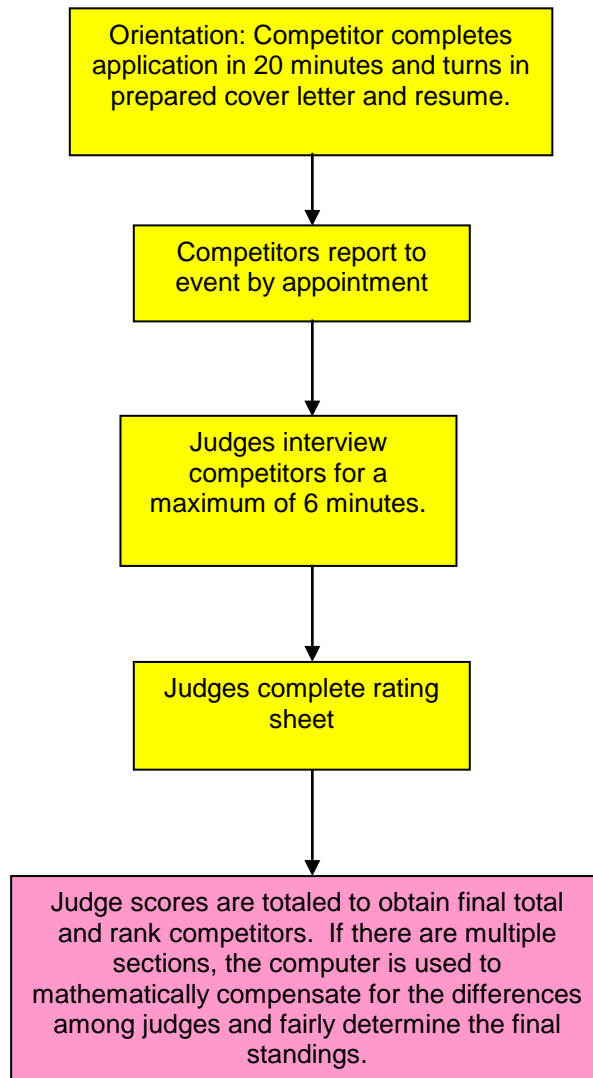 Orientation: Competitor completes
application in 20 minutes and turns in
prepared cover letter and resume.
Competitors report to
event by appointment
Judges interview
competitors for a
maximum of 6 minutes.
Judges complete rating
sheet
Judge scores are totaled to obtain final total
and rank competitors.  If there are multiple
sections, the computer is used to
mathematically compensate for the differences
among judges and fairly determine the final
standings.